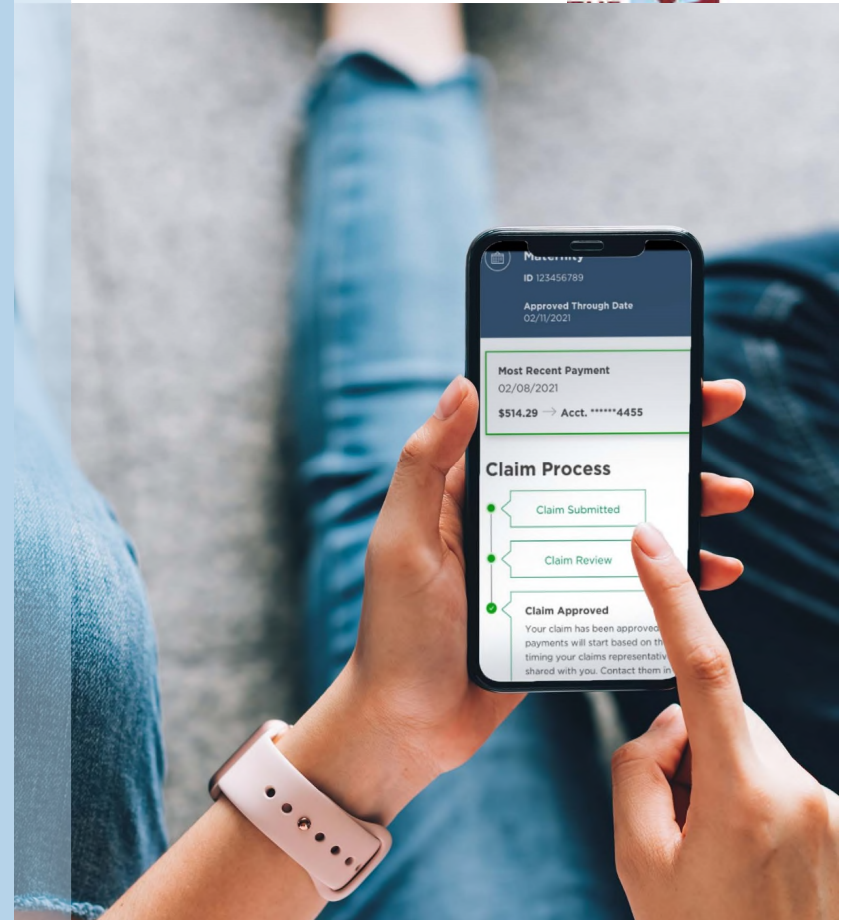 Maternity
ID 123456789
Approved Through Date
02/11/2021
Most Recent Payment
02/08/2021
$514.29 → Acct. ******4455
Claim Process
Claim Submitted
Claim Review
Claim Approved
Your claim has been approved
payments will start based on
timing your claims
shared with you. Contact them in